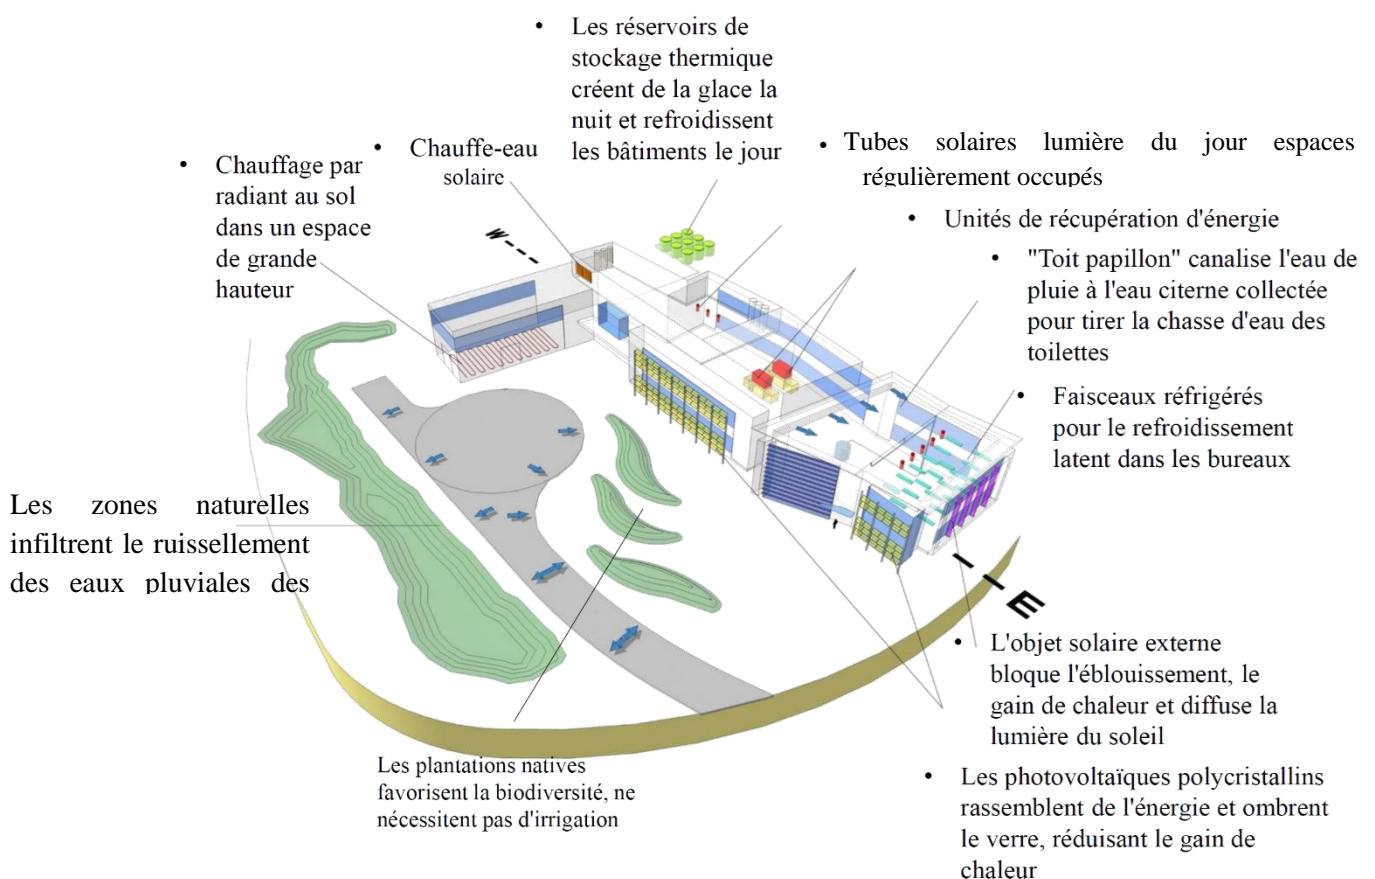 • Les réservoirs de
stockage thermique
créent de la glace la
nuit et refroidissent
les bâtiments le jour
• Chauffe-eau
solaire
• Chauffage par
radiant au sol
dans un espace
de grande
hauteur
• Tubes solaires lumière du jour espaces
régulièrement occupés
• Unités de récupération d'énergie
• "Toit papillon" canalise l'eau de
pluie à l'eau citerne collectée
pour tirer la chasse d'eau des
toilettes
• Faisceaux réfrigérés
pour le refroidissement
latent dans les bureaux
W---
Les zones naturelles
infiltrent le ruissellement
des eaux pluviales des
--E
• L'objet solaire externe
bloque l'éblouissement, le
gain de chaleur et diffuse la
lumière du soleil
Les plantations natives
favorisent la biodiversité, ne
nécessitent pas d'irrigation
• Les photovoltaïques polycristallins
rassemblent de l'énergie et ombrent
le verre, réduisant le gain de
chaleur